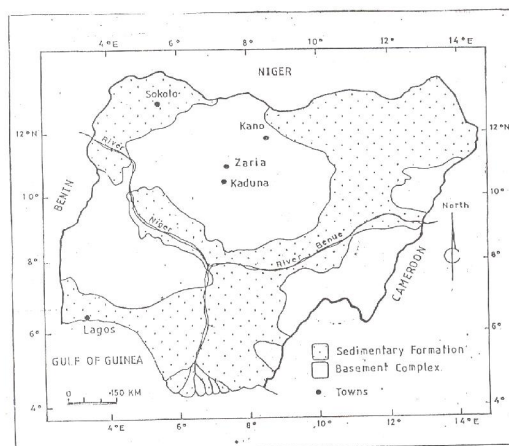 4°E 6° 8° 10° 12° 14°E
NIGER
Sokoto
Kano
12°N
12°N
River
Zaria
Kaduna
10°
10°
BENIN
North
Niger
River Benue
8°
8°
CAMEROON
6°
6°
Lagos
GULF OF GUINEA
Sedimentary Formation
Basement Complex
Towns
0 150 KM
4°
4°
4°E 6° 8° 10° 12° 14°E